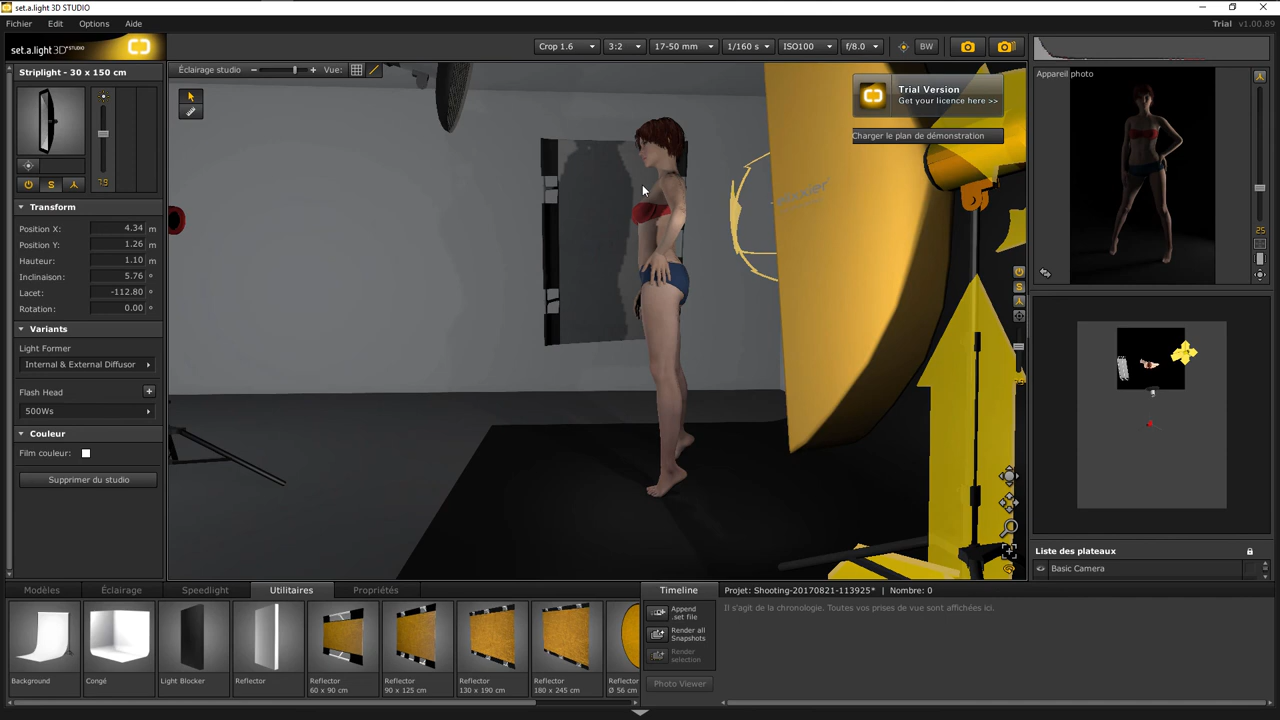 set.a.light 3D STUDIO
Fichier Edit Options Aide
Trial v1.00.89
set.a.light 3D STUDIO
Crop 1.6 3:2 17-50 mm 1/160 s ISO100 f/8.0 BW
Striplight - 30 x 150 cm
7.9
S
Transform
Position X: 4.34 m
Position Y: 1.26 m
Hauteur: 1.10 m
Inclinaison: 5.76 °
Lacet: -112.80 °
Rotation: 0.00 °
Variants
Light Former
Internal & External Diffusor
Flash Head
500Ws
Couleur
Film couleur:
Supprimer du studio
Éclairage studio Vue:
Trial Version
Get your licence here >>
Charger le plan de démonstration
S
Appareil photo
25
Liste des plateaux
Basic Camera
Modèles Éclairage Speedlight Utilitaires Propriétés
Background
Congé
Light Blocker
Reflector
Reflector
60 x 90 cm
Reflector
90 x 125 cm
Reflector
130 x 190 cm
Reflector
180 x 245 cm
Reflector
Ø 56 cm
Timeline
Projet: Shooting-20170821-113925* | Nombre: 0
Append
.set file
Render all
Snapshots
Render
selection
Photo Viewer
Il s'agit de la chronologie. Toutes vos prises de vue sont affichées ici.